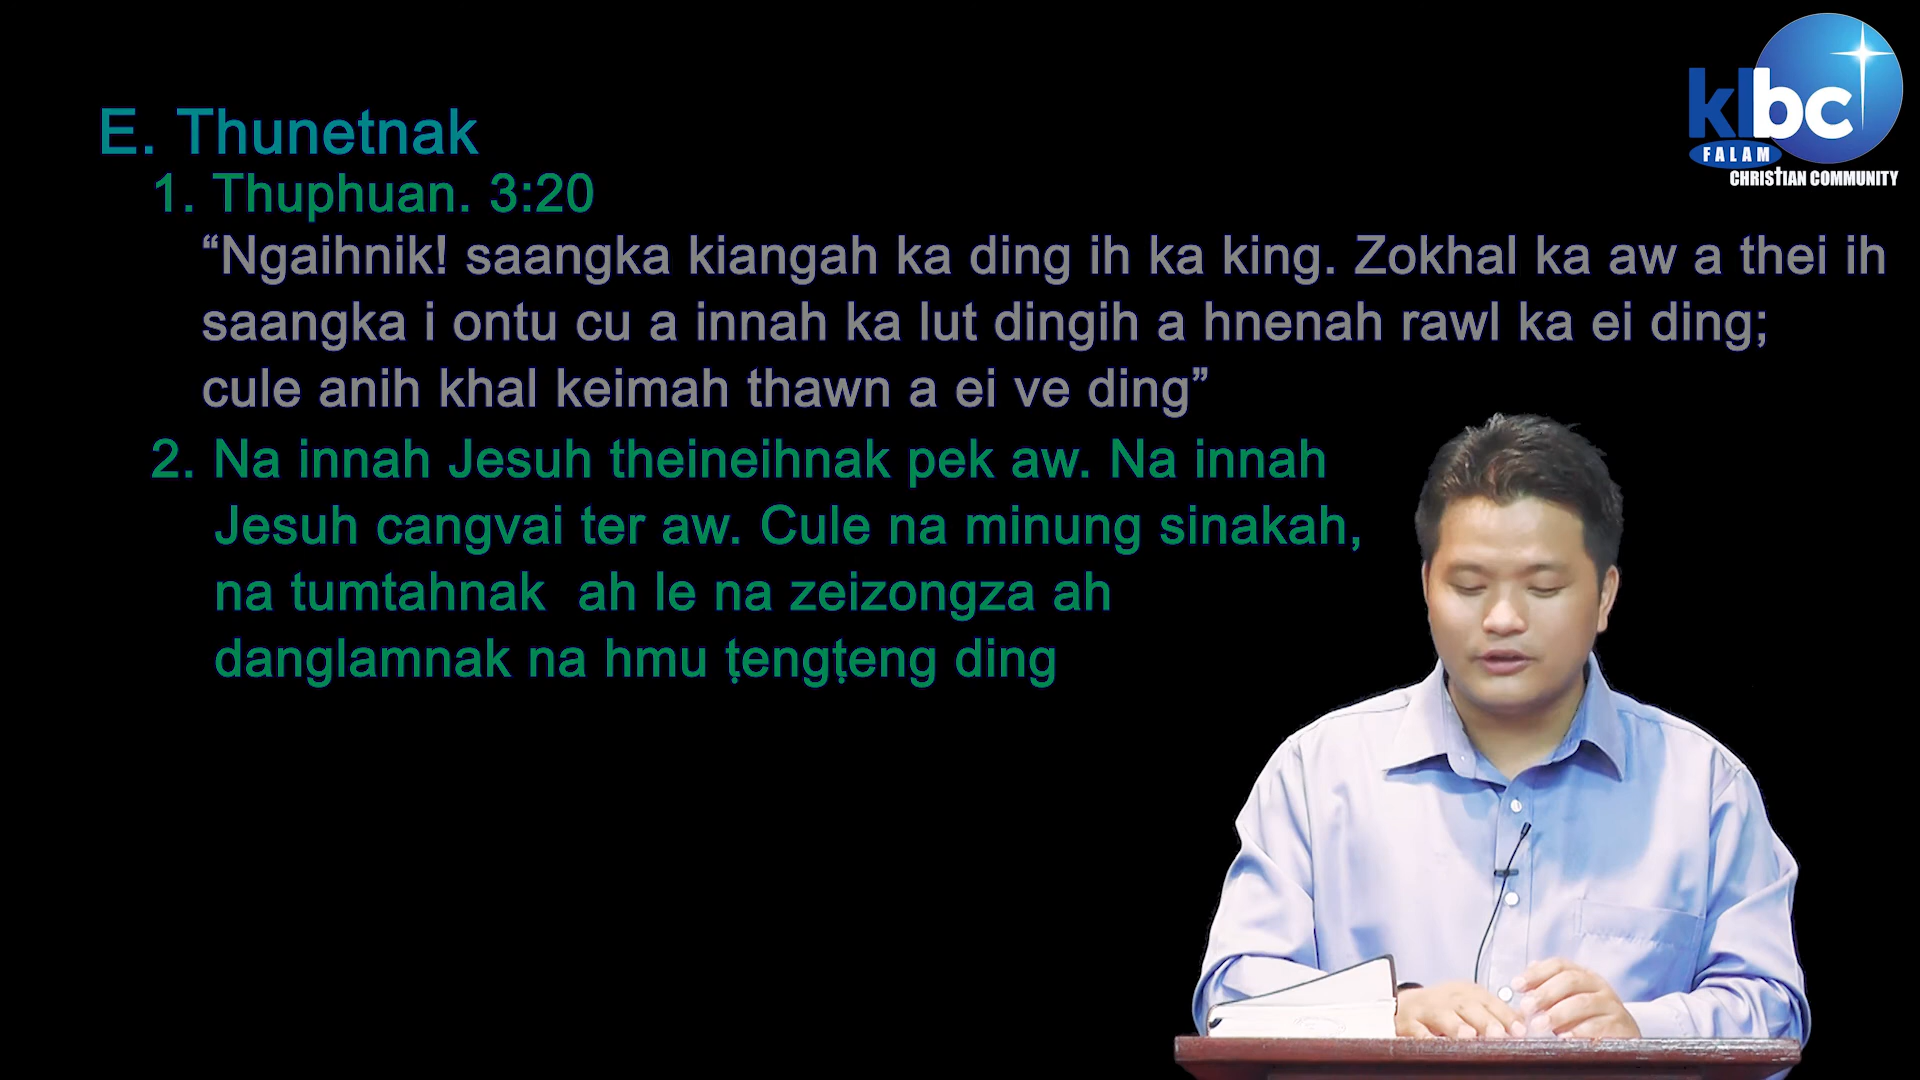 klbc
FALAM
CHRISTIAN COMMUNITY
E. Thunetnak
1. Thuphuan. 3:20
“Ngaihnik! saangka kiangah ka ding ih ka king. Zokhal ka aw a thei ih
saangka i ontu cu a innah ka lut dingih a hnenah rawl ka ei ding;
cule anih khal keimah thawn a ei ve ding”
2. Na innah Jesuh theineihnak pek aw. Na innah
Jesuh cangvai ter aw. Cule na minung sinakah,
na tumtahnak ah le na zeizongza ah
danglamnak na hmu ṭengṭeng ding